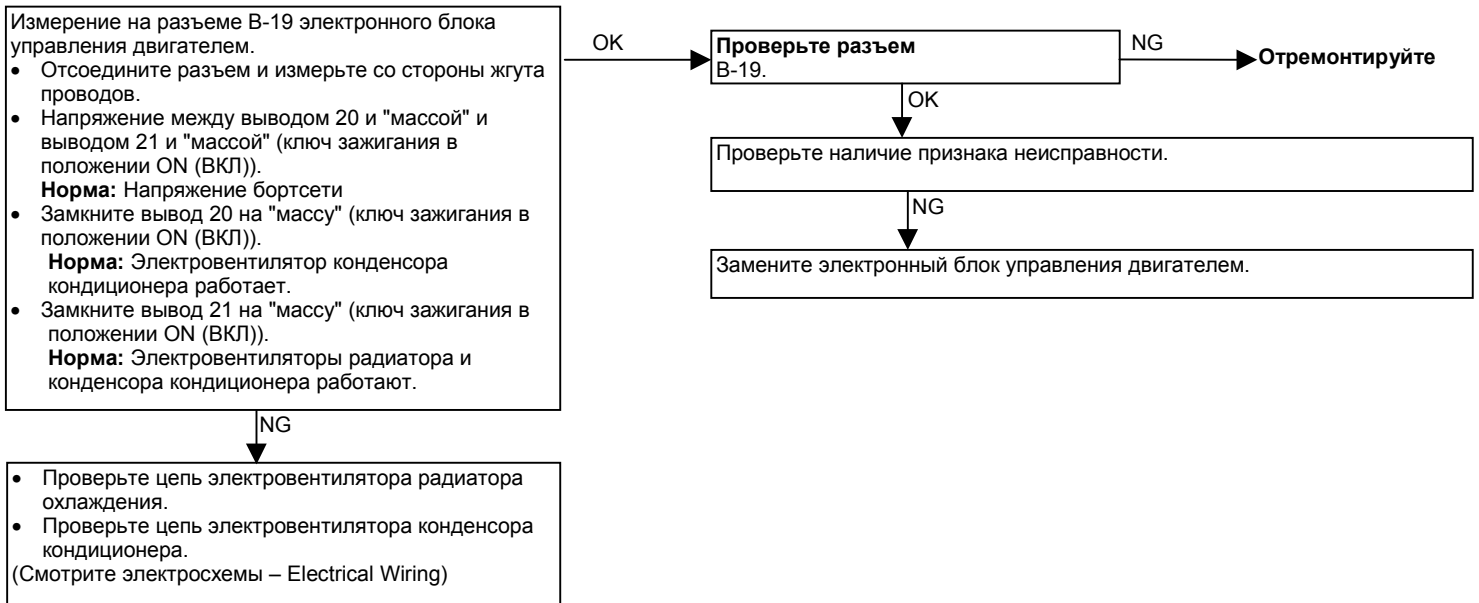 Измерение на разъеме В-19 электронного блока
управления двигателем.
• Отсоедините разъем и измерьте со стороны жгута
проводов.
• Напряжение между выводом 20 и "массой" и
выводом 21 и "массой" (ключ зажигания в
положении ON (ВКЛ)).
Норма: Напряжение бортсети
• Замкните вывод 20 на "массу" (ключ зажигания в
положении ON (ВКЛ)).
Норма: Электровентилятор конденсора
кондиционера работает.
• Замкните вывод 21 на "массу" (ключ зажигания в
положении ON (ВКЛ)).
Норма: Электровентиляторы радиатора и
конденсора кондиционера работают.
OK
Проверьте разъем
В-19.
NG
Отремонтируйте
OK
Проверьте наличие признака неисправности.
NG
Замените электронный блок управления двигателем.
NG
• Проверьте цепь электровентилятора радиатора
охлаждения.
• Проверьте цепь электровентилятора конденсора
кондиционера.
(Смотрите электросхемы – Electrical Wiring)